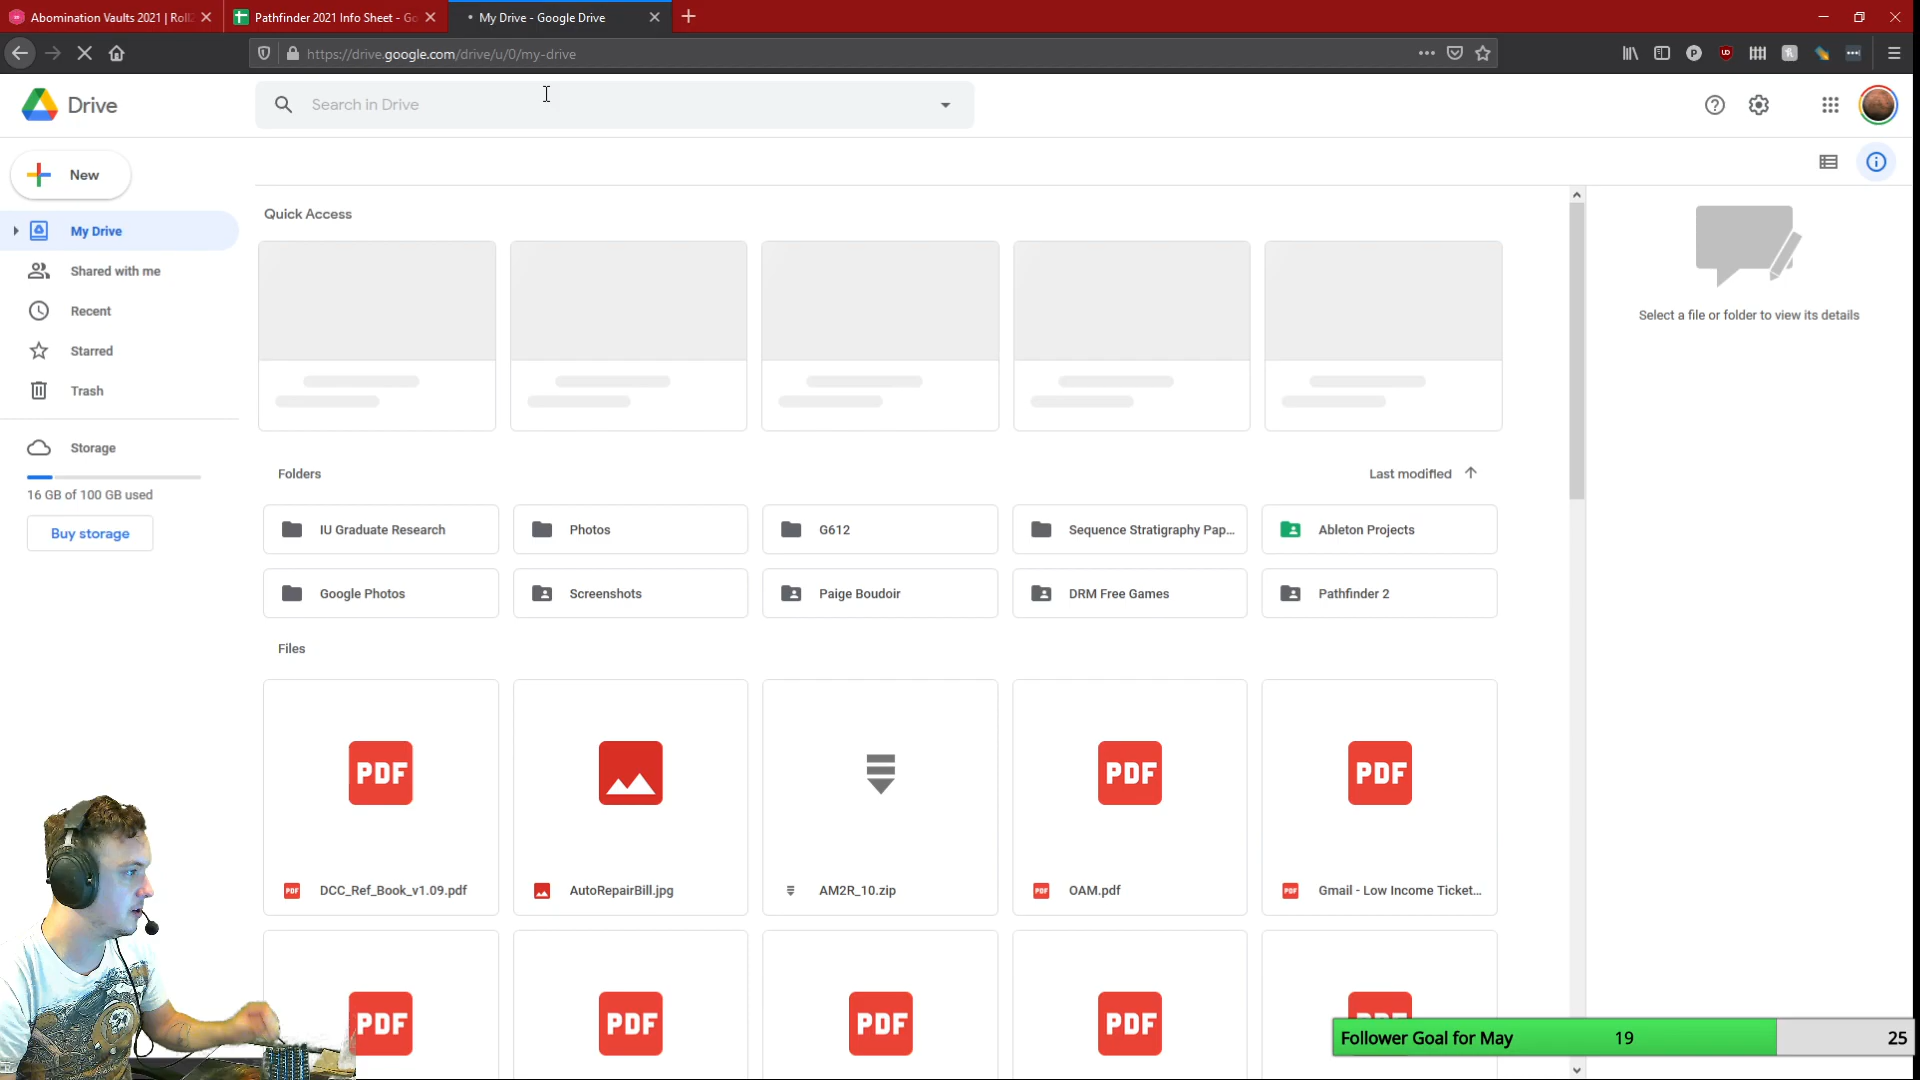 Abomination Vaults 2021 | Roll
Pathfinder 2021 Info Sheet - Go
My Drive - Google Drive
https://drive.google.com/drive/u/0/my-drive
Drive
Search in Drive
New
My Drive
Shared with me
Recent
Starred
Trash
Storage
16 GB of 100 GB used
Buy storage
Quick Access
Select a file or folder to view its details
Folders
Last modified
IU Graduate Research
Photos
G612
Sequence Stratigraphy Pap...
Ableton Projects
Google Photos
Screenshots
Paige Boudoir
DRM Free Games
Pathfinder 2
Files
PDF
PDF
PDF
PDF DCC_Ref_Book_v1.09.pdf
AutoRepairBill.jpg
AM2R_10.zip
PDF OAM.pdf
PDF Gmail - Low Income Ticket...
PDF
PDF
PDF
PDF
Follower Goal for May 19 25